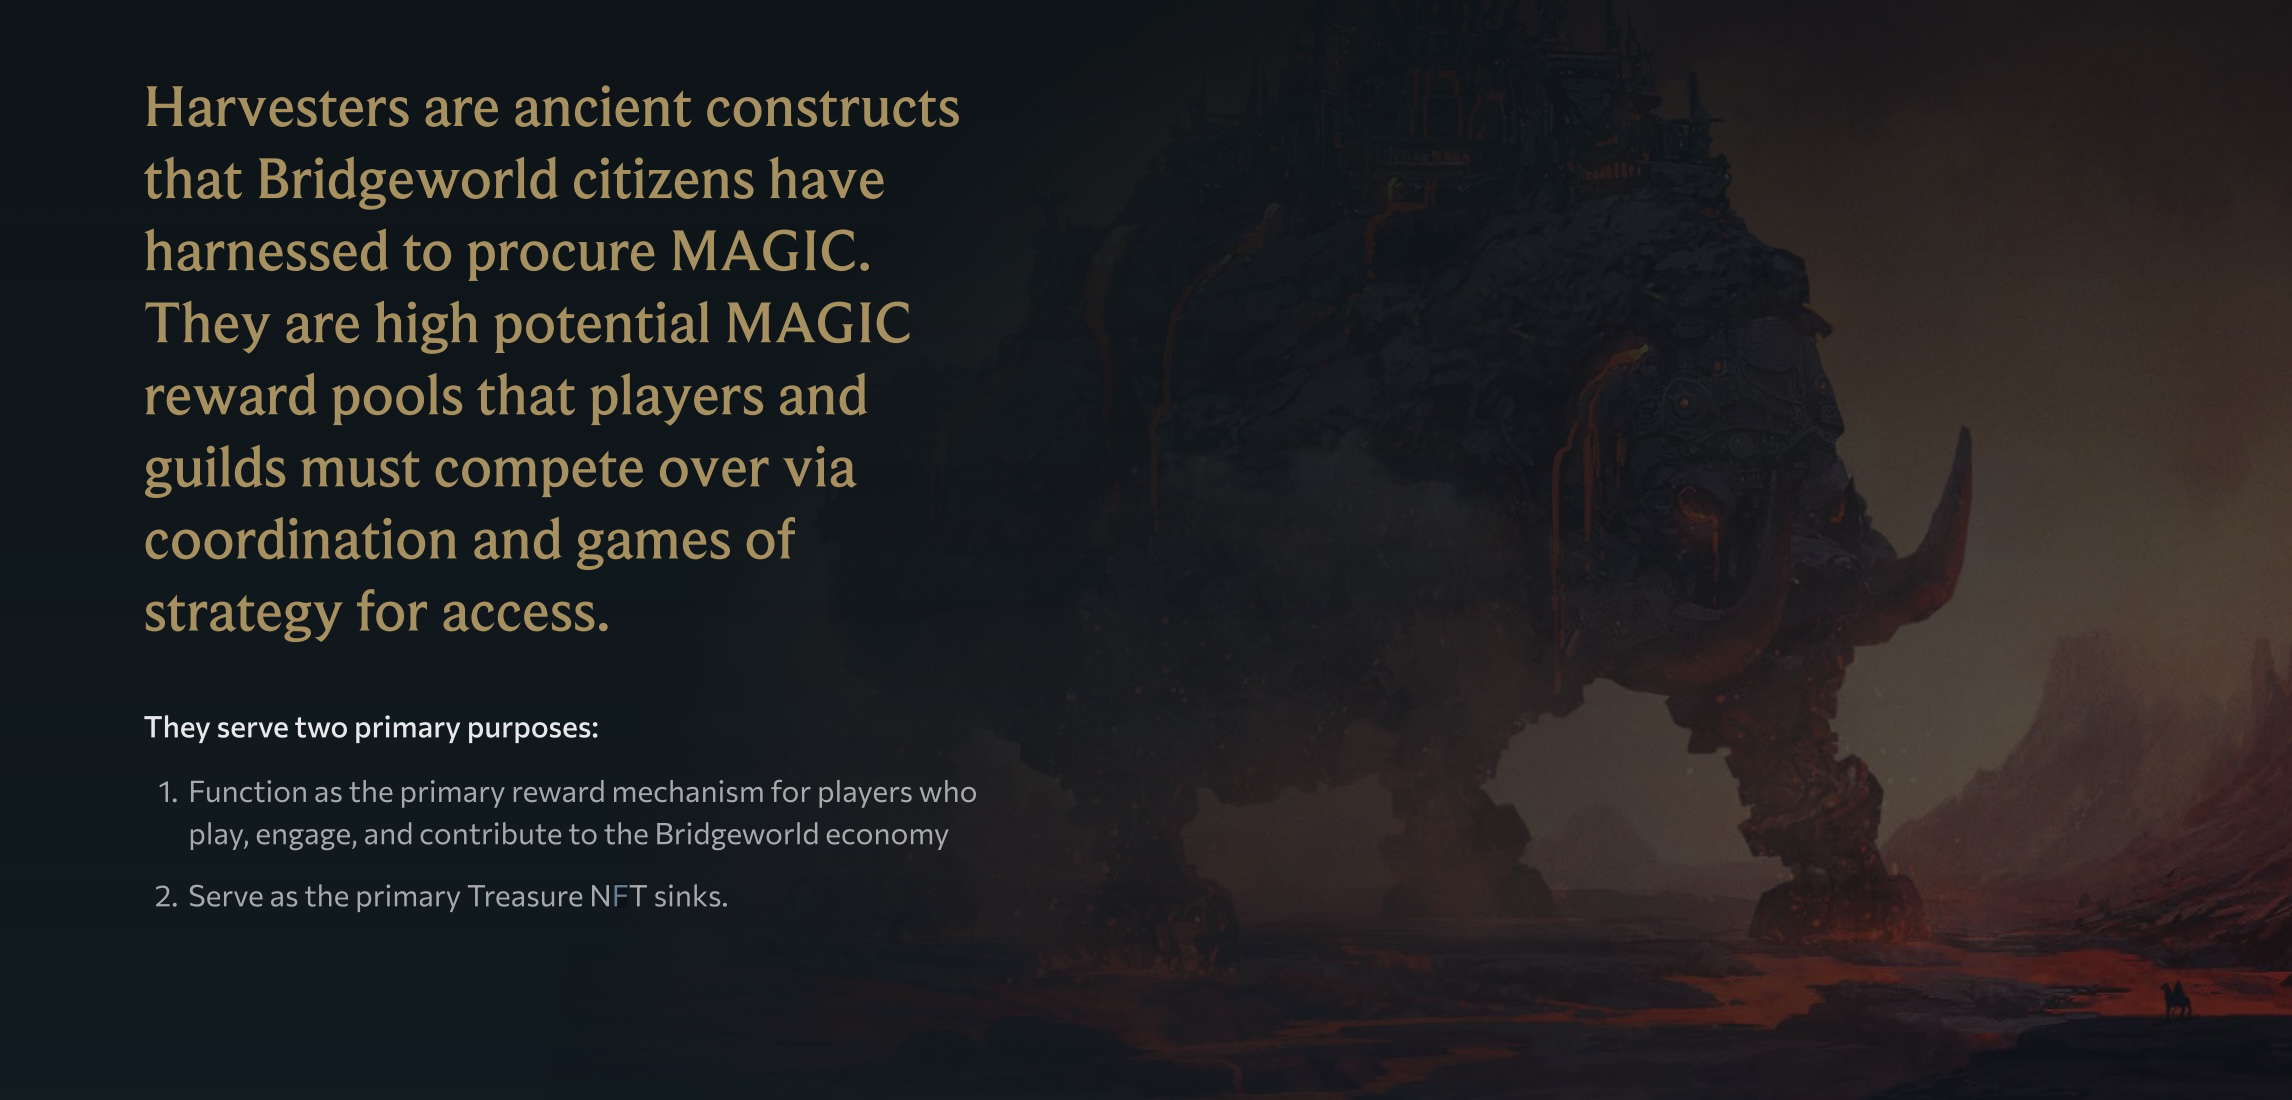 Harvesters are ancient constructs
that Bridgeworld citizens have
harnessed to procure MAGIC.
They are high potential MAGIC
reward pools that players and
guilds must compete over via
coordination and games of
strategy for access.
They serve two primary purposes:
1. Function as the primary reward mechanism for players who
play, engage, and contribute to the Bridgeworld economy
2. Serve as the primary Treasure NFT sinks.